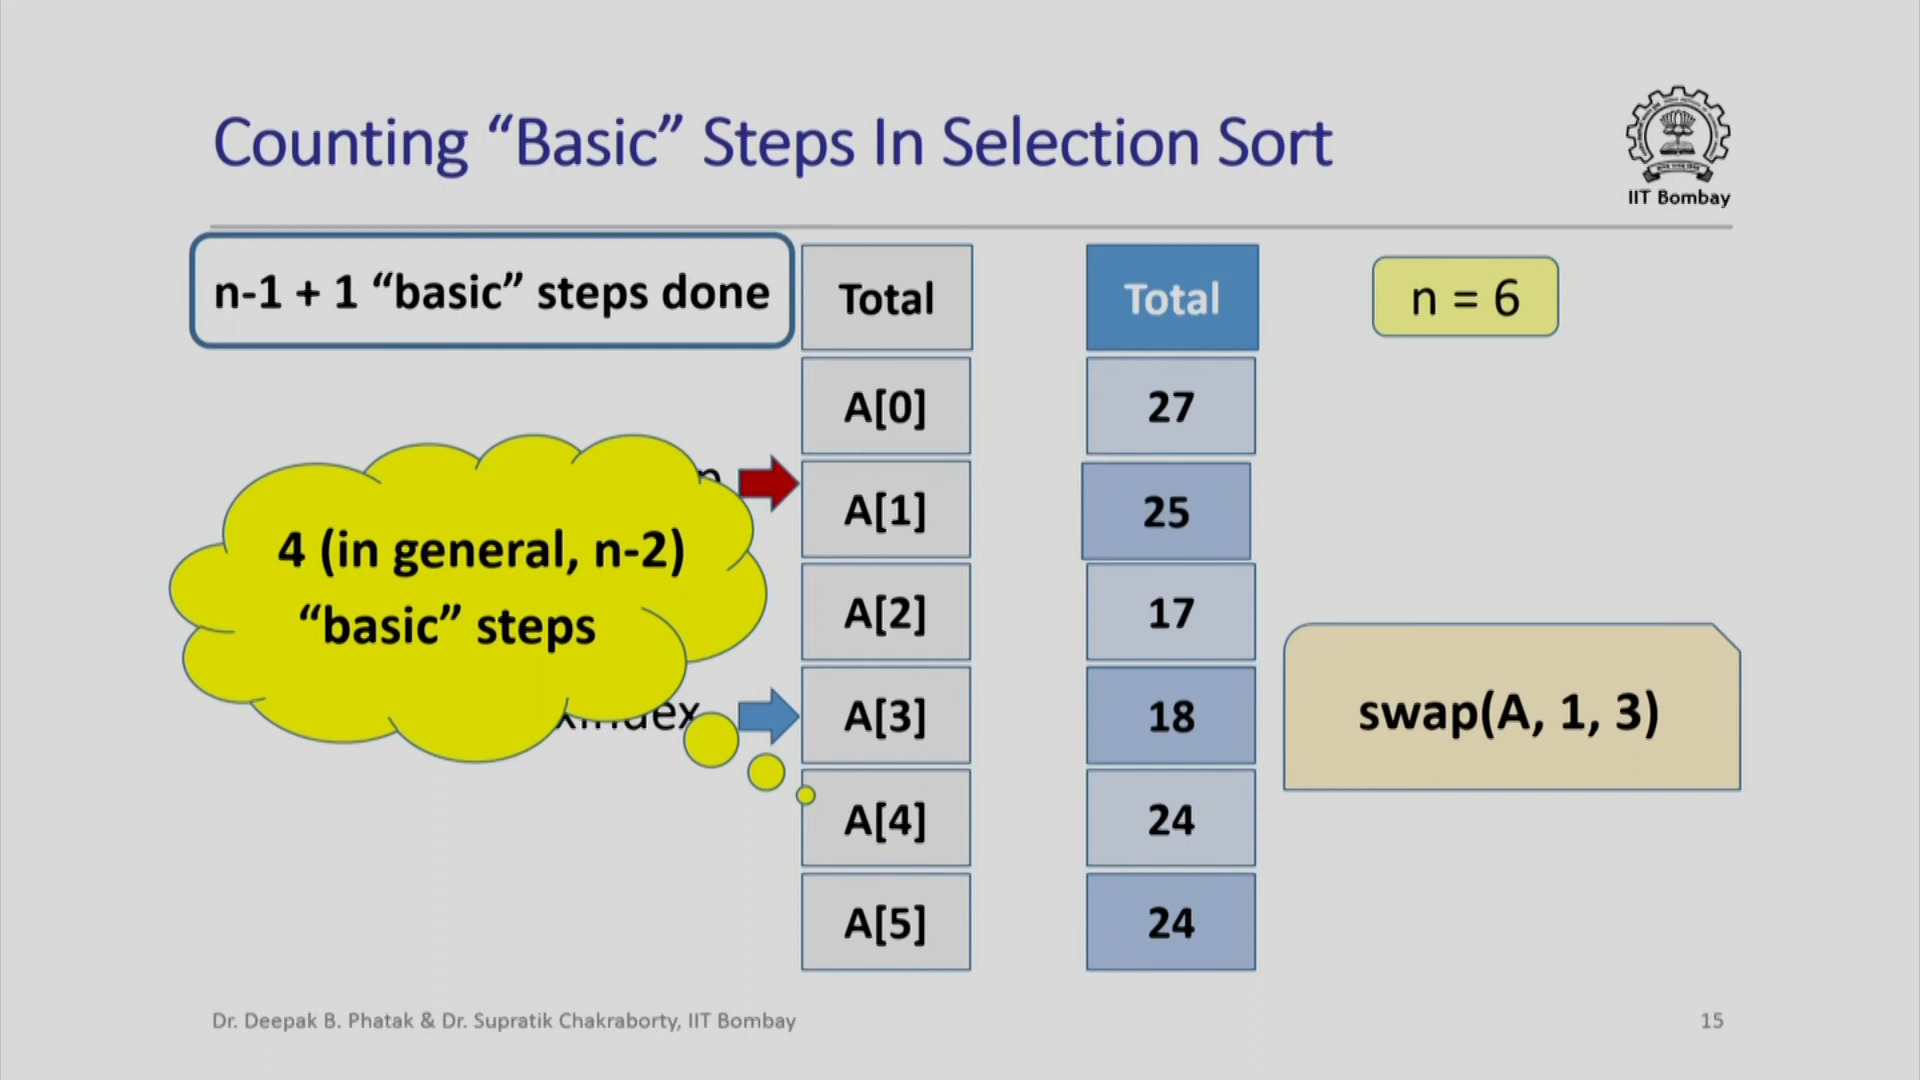 Counting “Basic” Steps In Selection Sort
IIT Bombay
n-1 + 1 “basic” steps done
Total
Total
n = 6
A[0]
27
A[1]
25
4 (in general, n-2)
“basic” steps
A[2]
17
A[3]
18
swap(A, 1, 3)
A[4]
24
A[5]
24
Dr. Deepak B. Phatak & Dr. Supratik Chakraborty, IIT Bombay
15